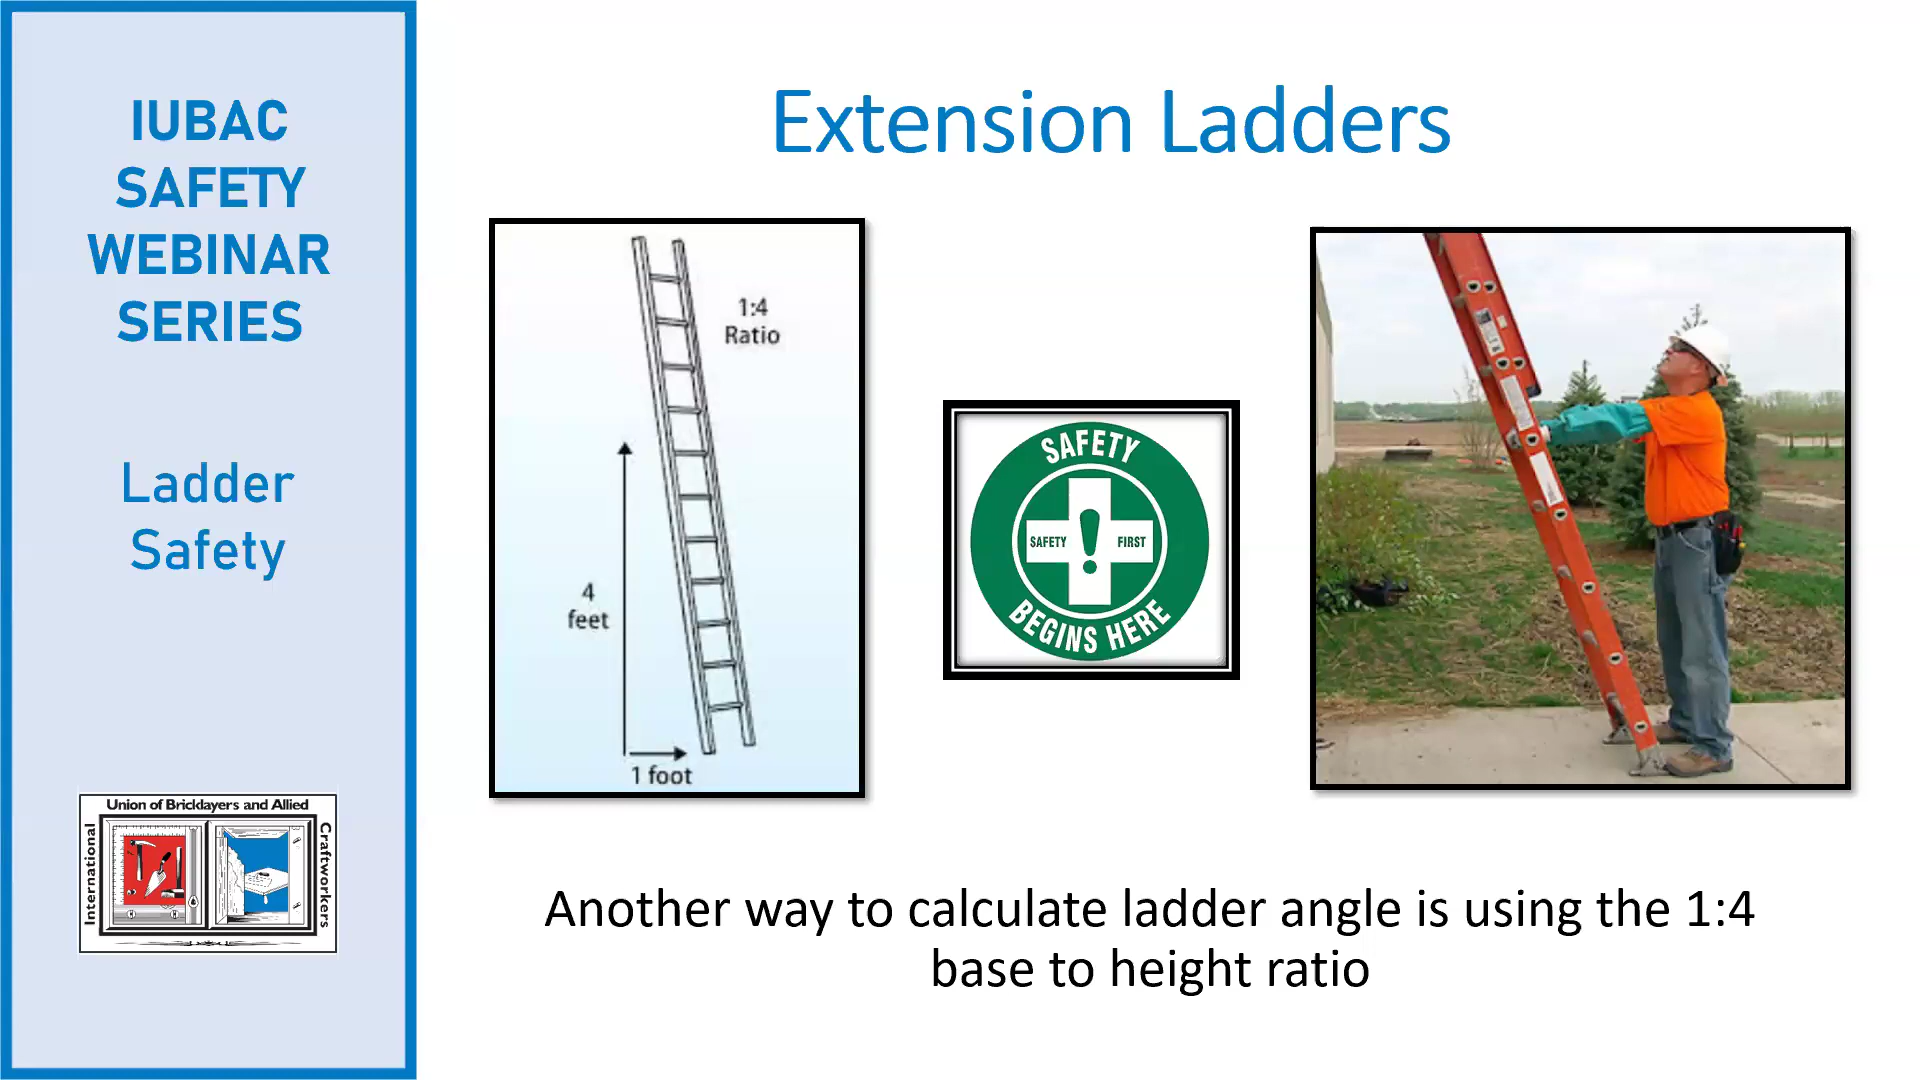 IUBAC
SAFETY
WEBINAR
SERIES
Ladder
Safety
Union of Bricklayers and Allied
International
Craftworkers
Extension Ladders
1:4
Ratio
4
feet
1 foot
SAFETY
SAFETY FIRST
BEGINS HERE
Another way to calculate ladder angle is using the 1:4
base to height ratio